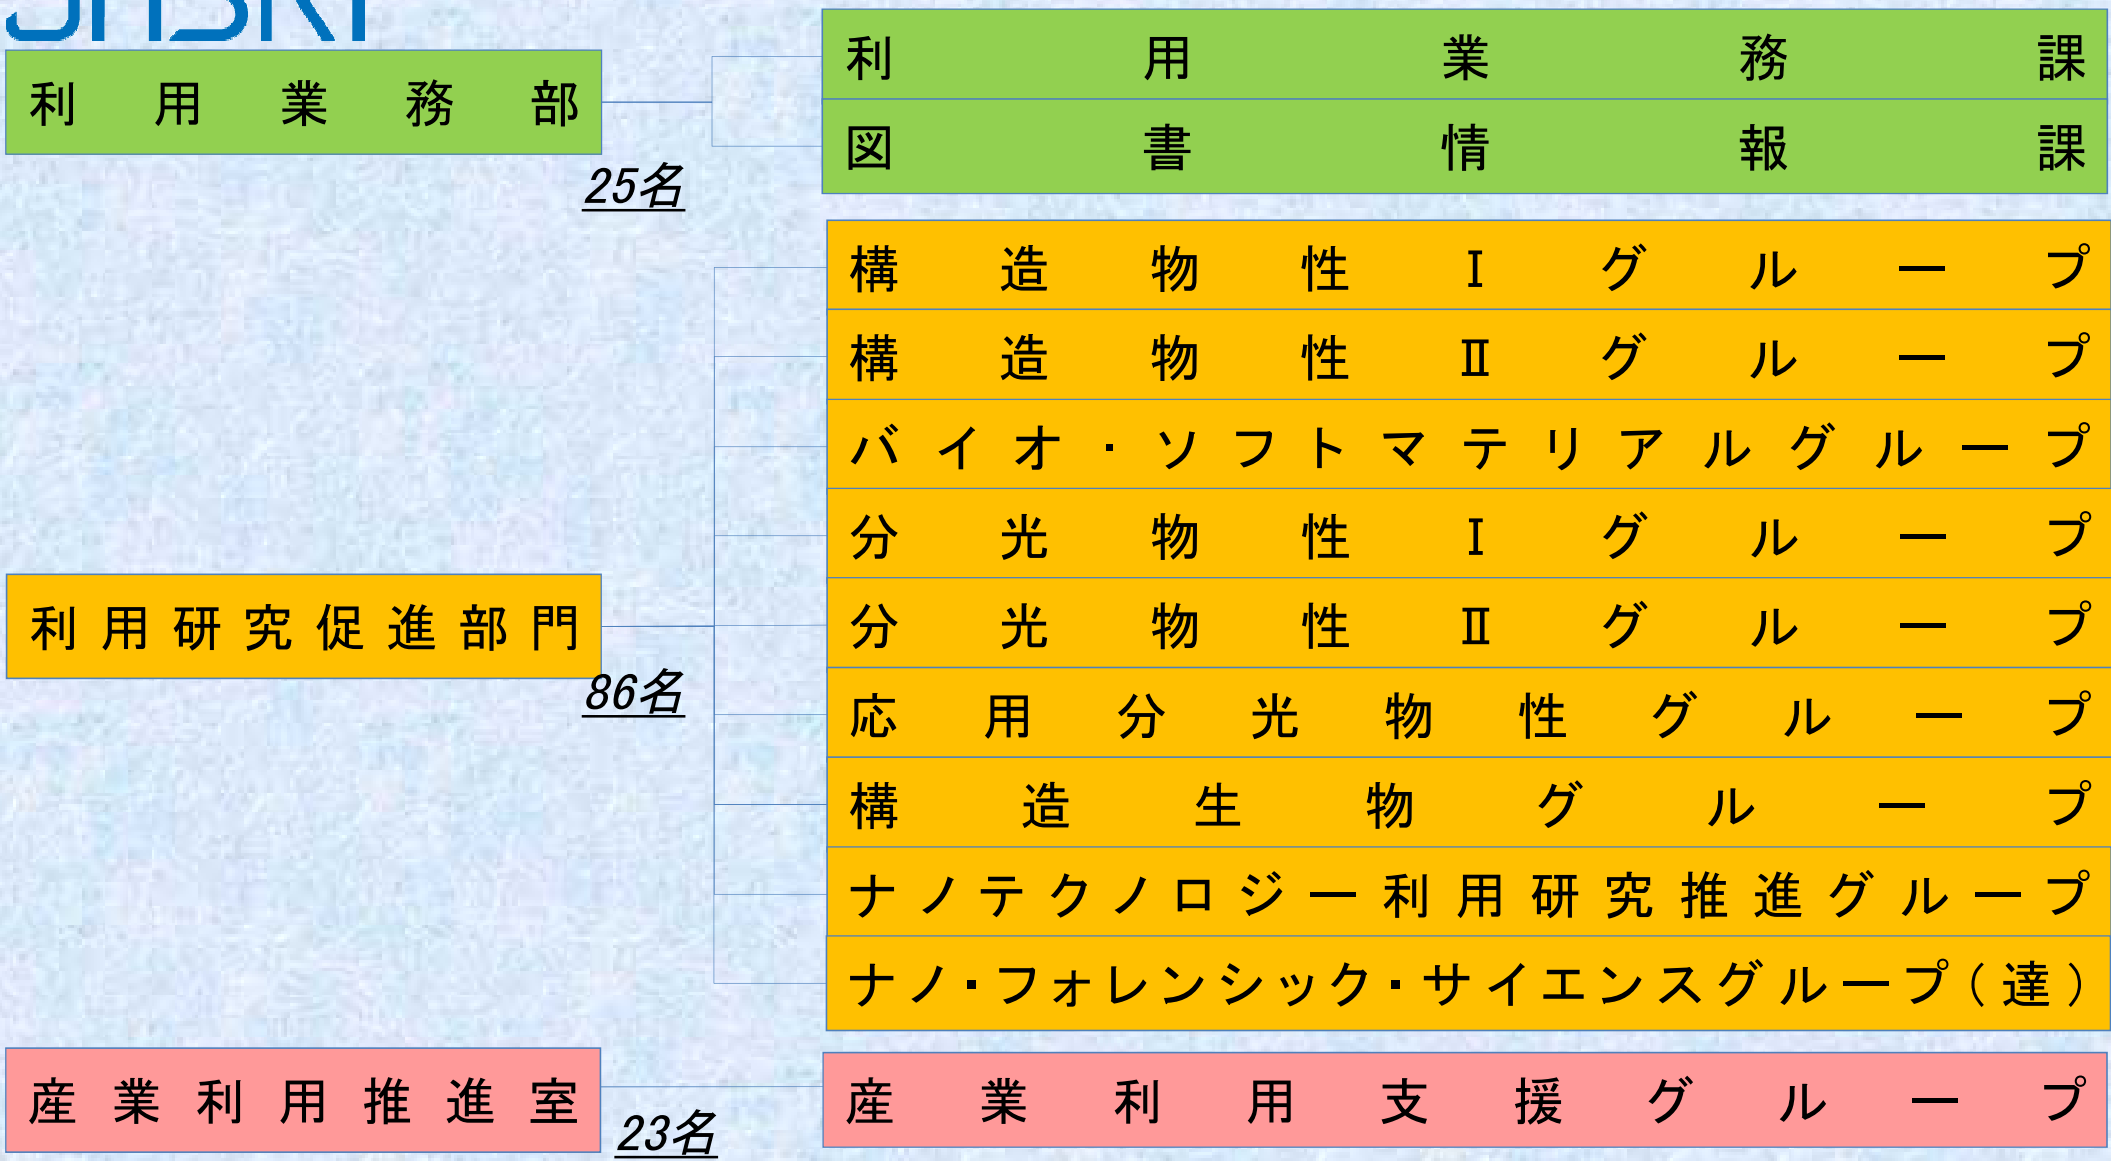 利用業務部
25名
利用業務課
図書情報課
利用研究促進部門
86名
構造物性Ⅰグループ
構造物性Ⅱグループ
バイオ・ソフトマテリアルグループ
分光物性Ⅰグループ
分光物性Ⅱグループ
応用分光物性グループ
構造生物グループ
ナノテクノロジー利用研究推進グループ
ナノ・フォレンシック・サイエンスグループ(達)
産業利用推進室
23名
産業利用支援グループ